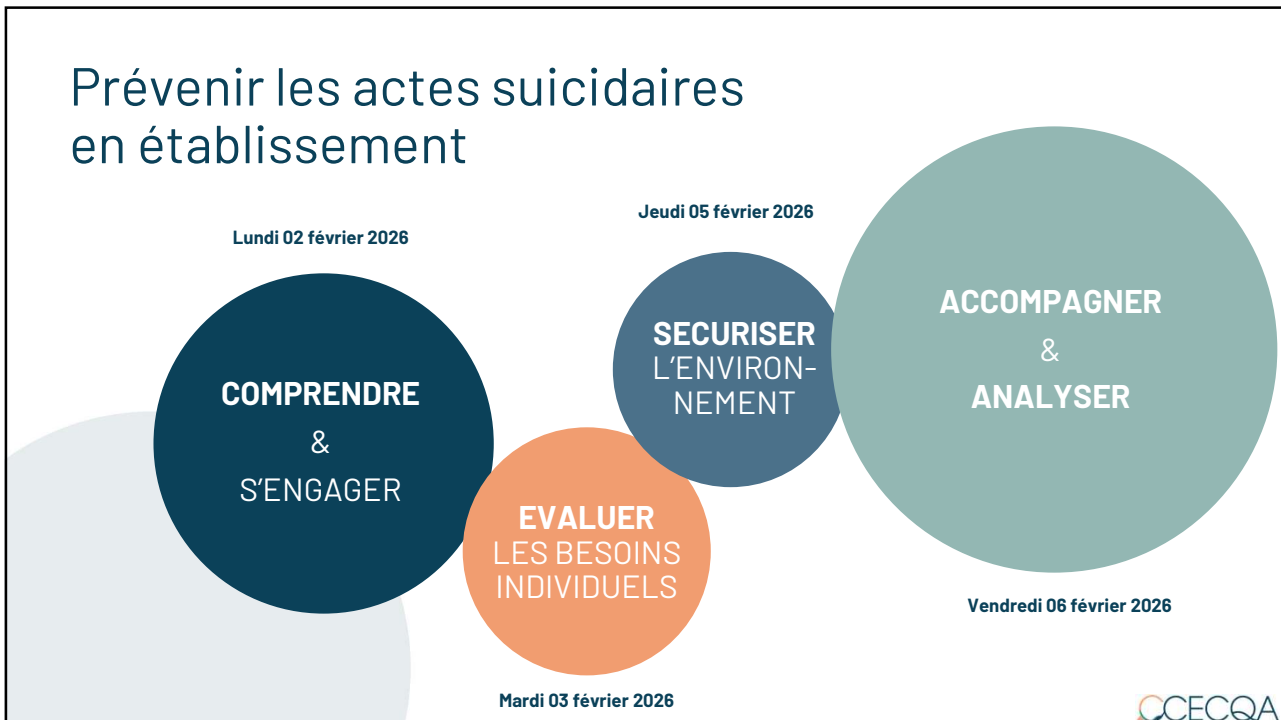 Prévenir les actes suicidaires
en établissement
Lundi 02 février 2026
COMPRENDRE
&
S'ENGAGER
Mardi 03 février 2026
EVALUER
LES BESOINS
INDIVIDUELS
Jeudi 05 février 2026
SECURISER
L'ENVIRON-
NEMENT
Vendredi 06 février 2026
ACCOMPAGNER
&
ANALYSER
CCECQA